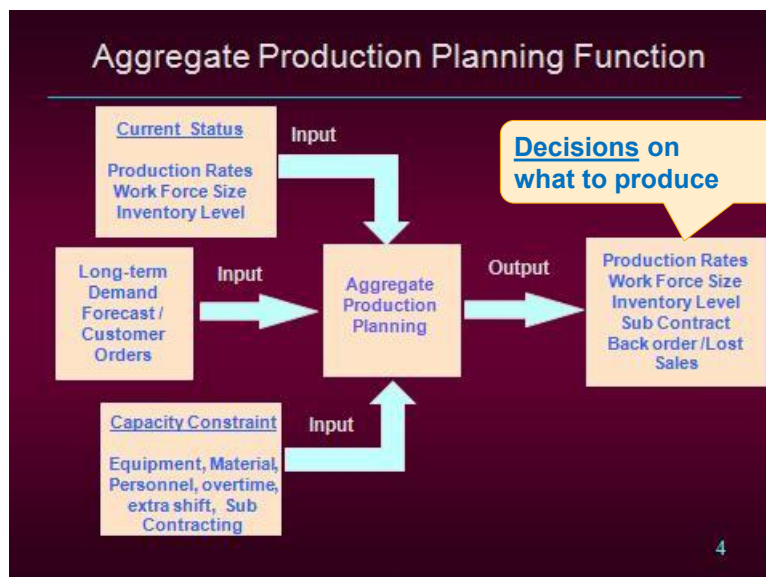 Aggregate Production Planning Function
Current Status
Production Rates
Work Force Size
Inventory Level
Input
Decisions on
what to produce
Long-term
Demand
Forecast /
Customer
Orders
Input
Aggregate
Production
Planning
Output
Production Rates
Work Force Size
Inventory Level
Sub Contract
Back order /Lost
Sales
Capacity Constraint
Equipment, Material,
Personnel, overtime,
extra shift, Sub
Contracting
Input
4